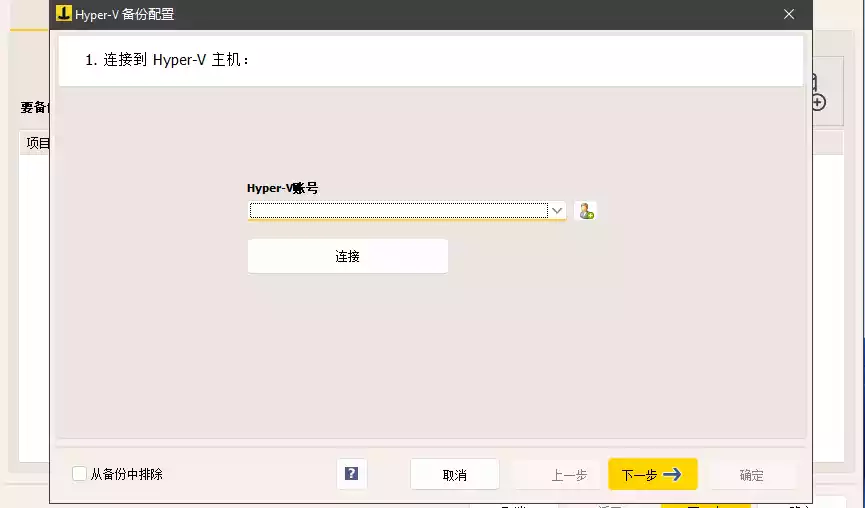 Hyper-V 备份配置
1. 连接到 Hyper-V 主机：
要备份
项目
Hyper-V账号
连接
从备份中排除
?
取消
上一步
下一步
确定